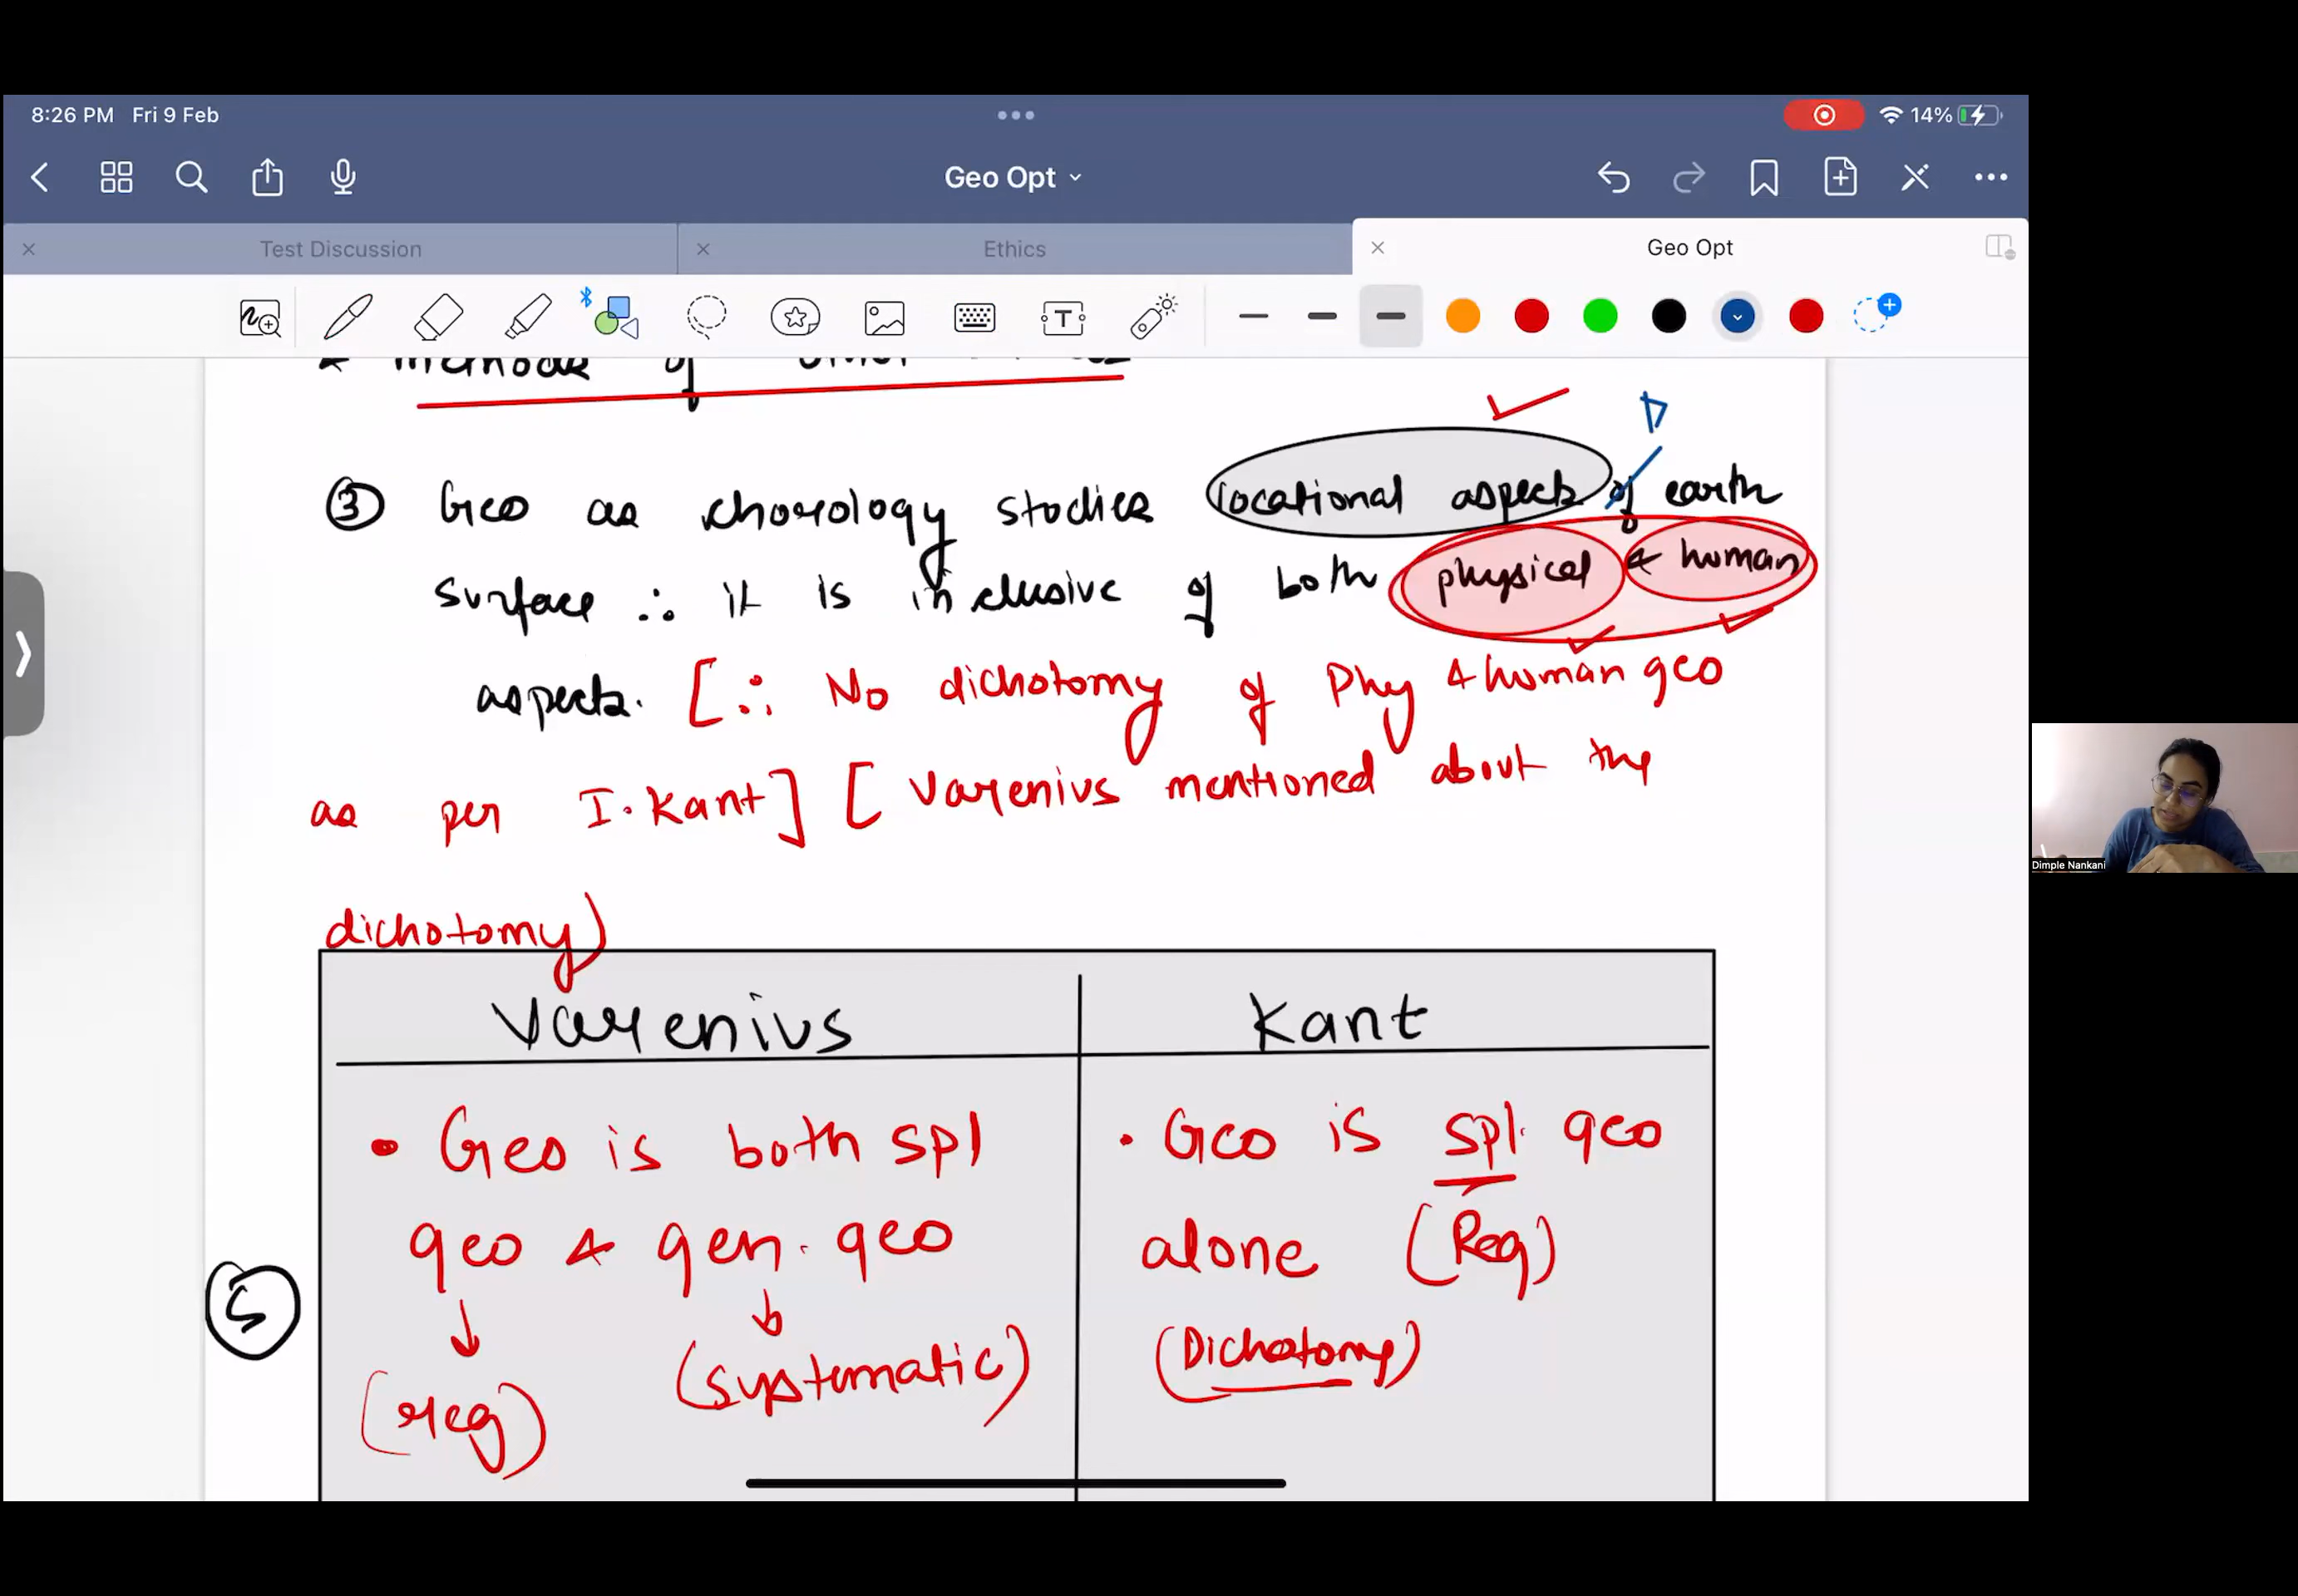 8:26 PM Fri 9 Feb
14%
Geo Opt
Test Discussion
Ethics
Geo Opt
of
③ Geo as chorology studies locational aspects of earth
surface ∴ it is inclusive of both physical & human
aspects. [∴ No dichotomy of Phy & human geo
as per I. Kant] [Varenius mentioned about the
dichotomy)
Varenius
Kant
• Geo is both spl
geo & gen. geo
↓ ↓
(reg) (systematic)
• Geo is spl. geo
alone (Reg)
(Dichotomy)
5
Dimple Nankani